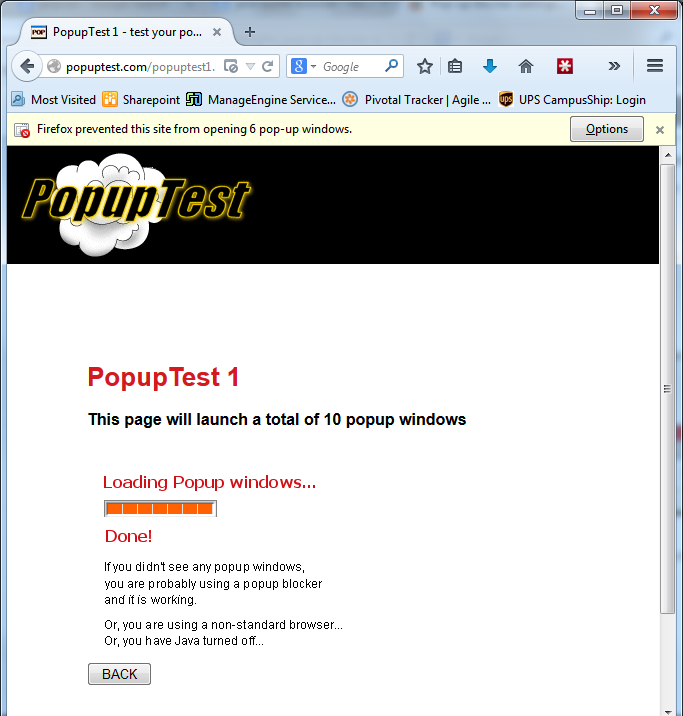 POP PopupTest 1 - test your po...
popuptest.com/popuptest1.
Google
Most Visited Sharepoint ManageEngine Service... Pivotal Tracker | Agile ... UPS CampusShip: Login
Firefox prevented this site from opening 6 pop-up windows. Options
PopupTest
PopupTest 1
This page will launch a total of 10 popup windows
Loading Popup windows...
Done!
If you didn't see any popup windows,
you are probably using a popup blocker
and it is working.
Or, you are using a non-standard browser...
Or, you have Java turned off...
BACK